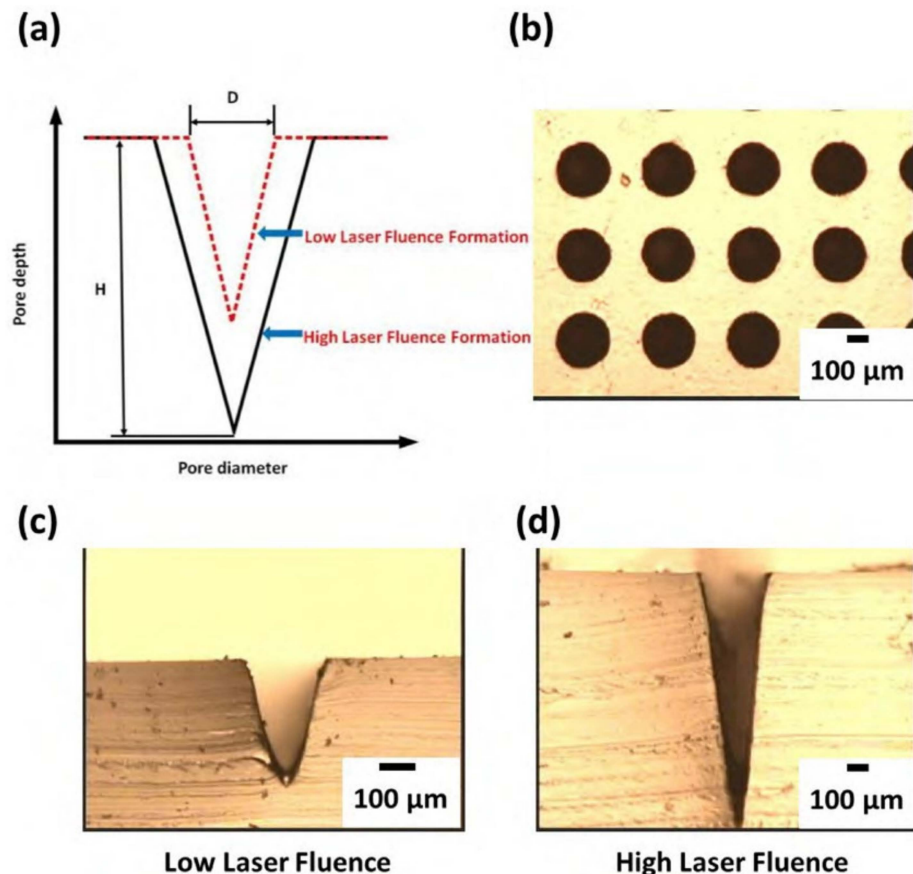 (a)
D
Low Laser Fluence Formation
H
High Laser Fluence Formation
Pore depth
Pore diameter
(b)
100 μm
(c)
100 μm
Low Laser Fluence
(d)
100 μm
High Laser Fluence